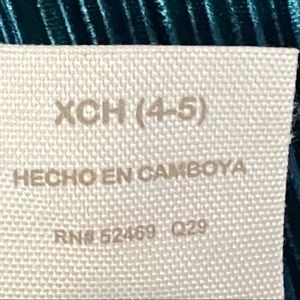 XCH (4-5)
HECHO EN CAMBOYA
RN# 52469 Q29